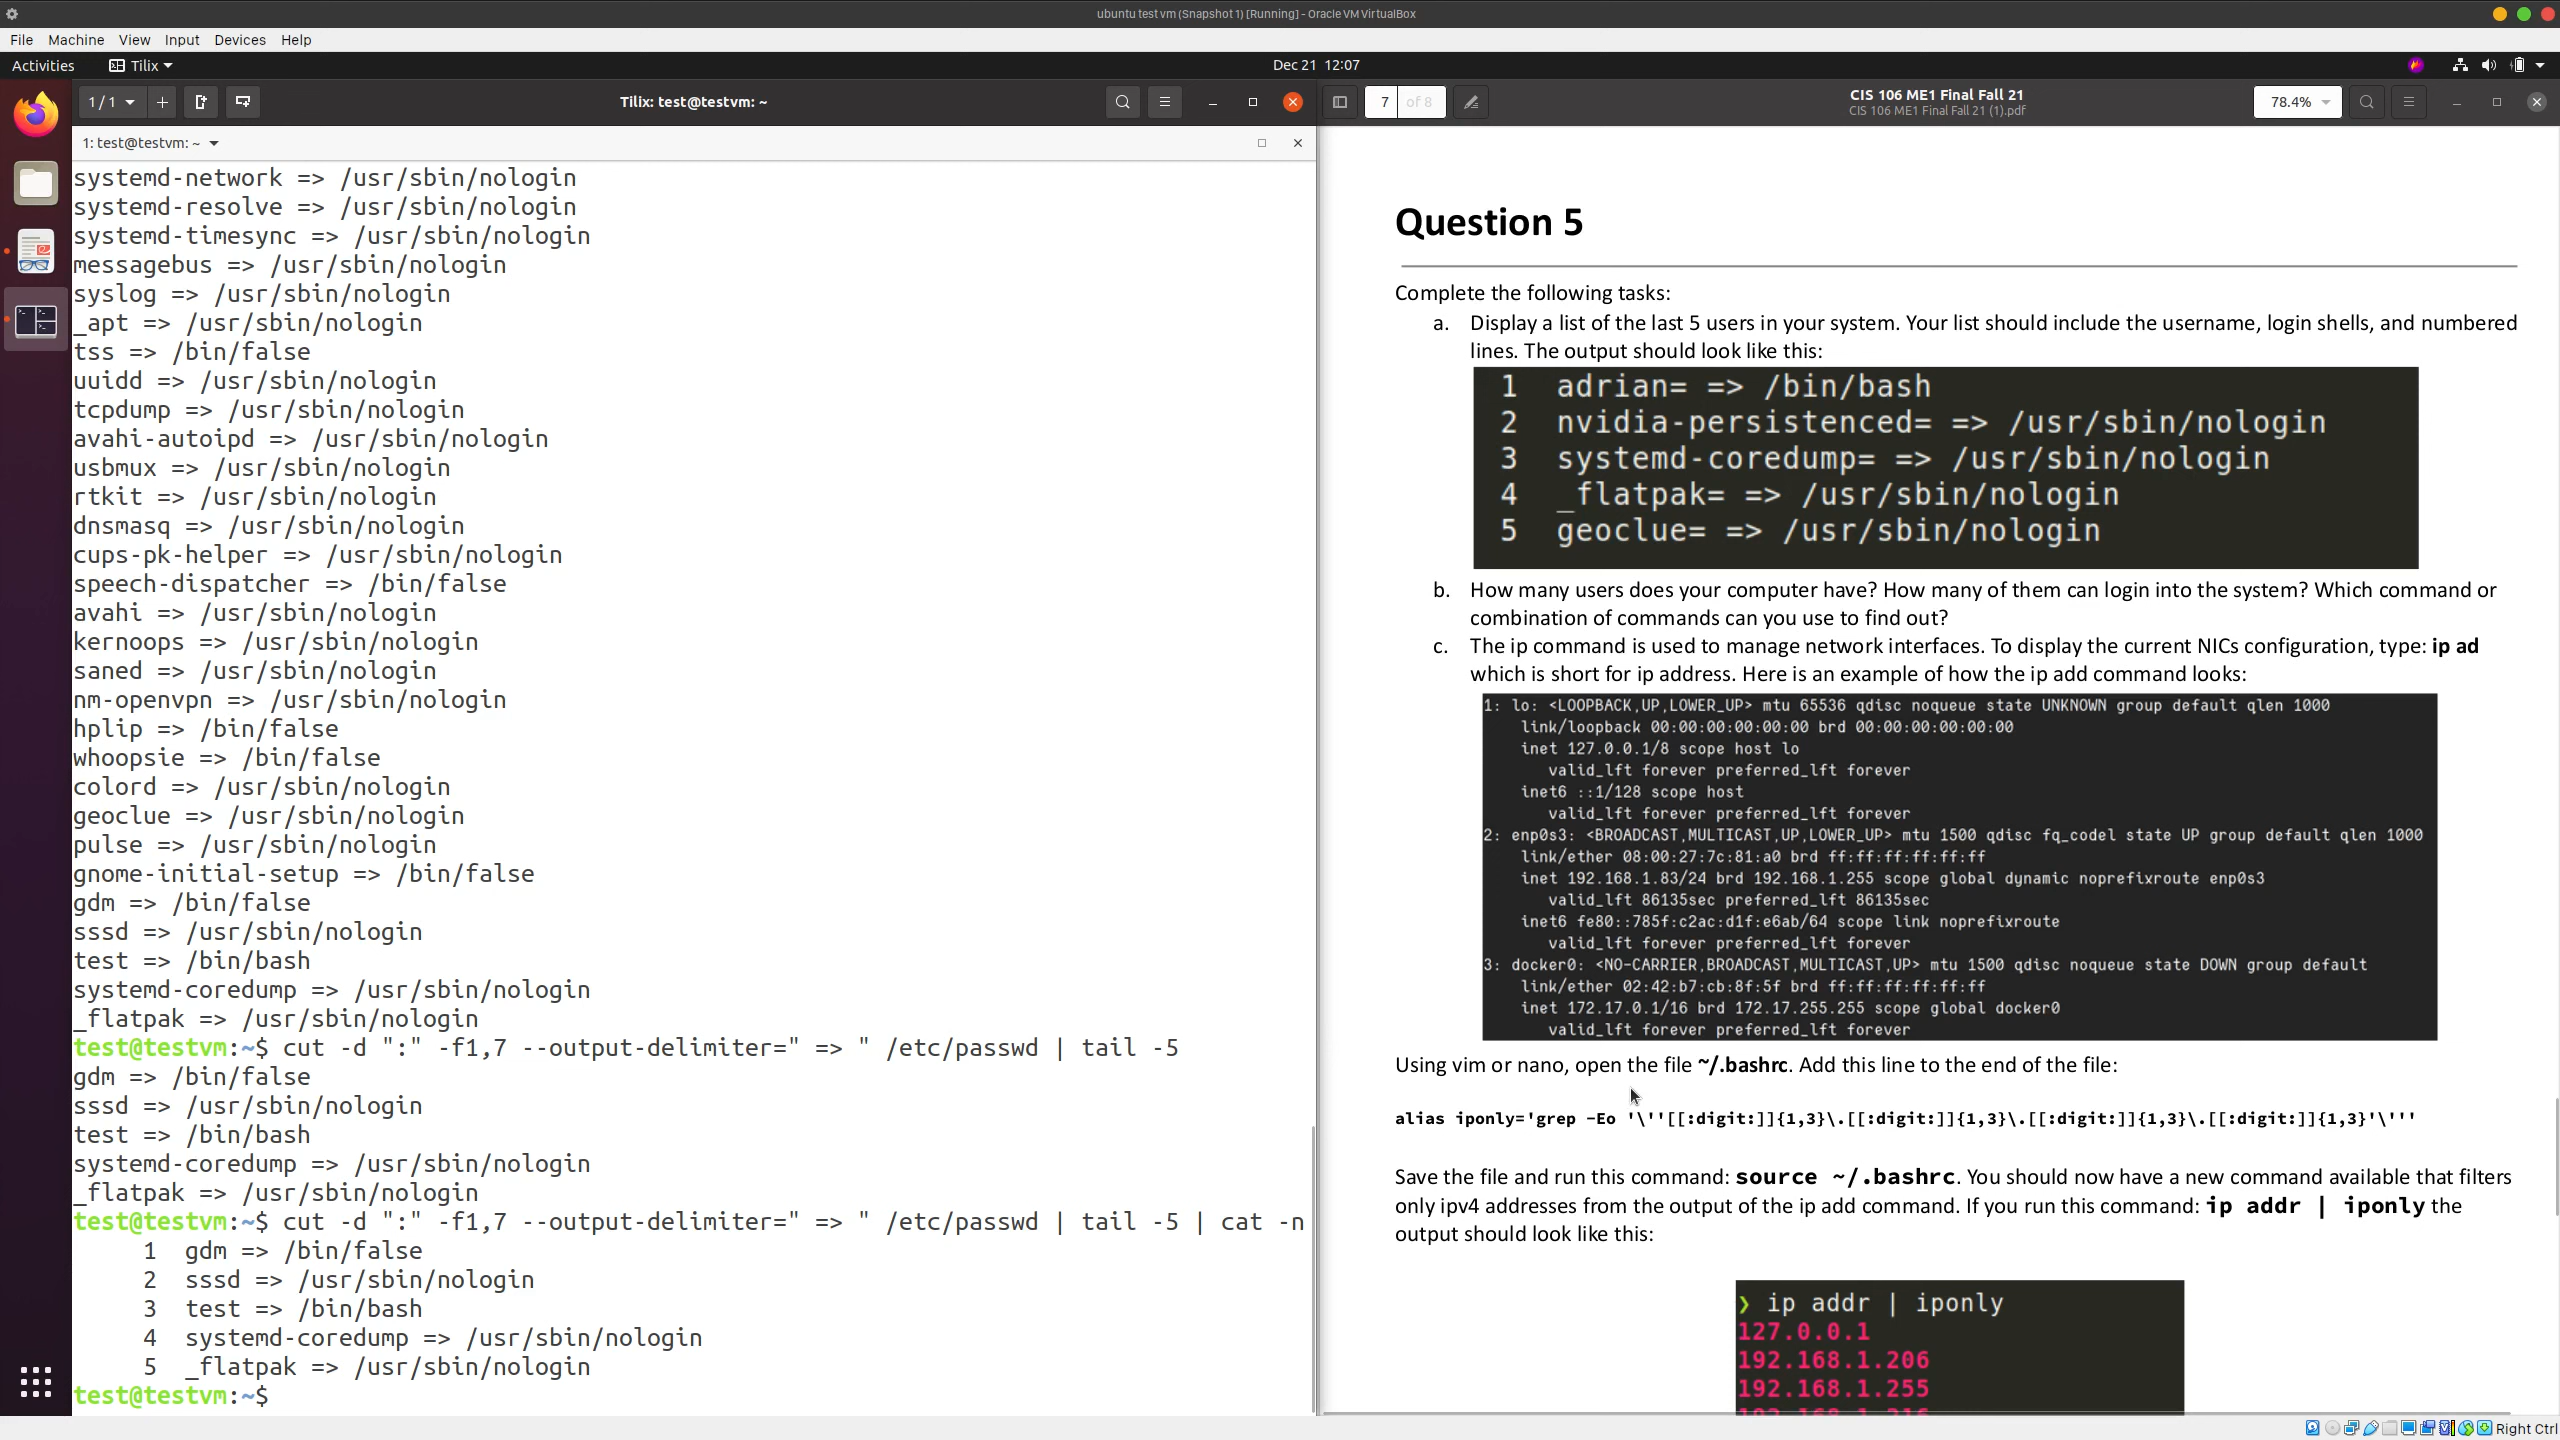 ubuntu test vm (Snapshot 1) [Running] - Oracle VM VirtualBox
File Machine View Input Devices Help
Activities Tilix Dec 21 12:07
1 / 1 Tilix: test@testvm: ~
1: test@testvm: ~
systemd-network => /usr/sbin/nologin
systemd-resolve => /usr/sbin/nologin
systemd-timesync => /usr/sbin/nologin
messagebus => /usr/sbin/nologin
syslog => /usr/sbin/nologin
_apt => /usr/sbin/nologin
tss => /bin/false
uuidd => /usr/sbin/nologin
tcpdump => /usr/sbin/nologin
avahi-autoipd => /usr/sbin/nologin
usbmux => /usr/sbin/nologin
rtkit => /usr/sbin/nologin
dnsmasq => /usr/sbin/nologin
cups-pk-helper => /usr/sbin/nologin
speech-dispatcher => /bin/false
avahi => /usr/sbin/nologin
kernoops => /usr/sbin/nologin
saned => /usr/sbin/nologin
nm-openvpn => /usr/sbin/nologin
hplip => /bin/false
whoopsie => /bin/false
colord => /usr/sbin/nologin
geoclue => /usr/sbin/nologin
pulse => /usr/sbin/nologin
gnome-initial-setup => /bin/false
gdm => /bin/false
sssd => /usr/sbin/nologin
test => /bin/bash
systemd-coredump => /usr/sbin/nologin
_flatpak => /usr/sbin/nologin
test@testvm:~$ cut -d ":" -f1,7 --output-delimiter=" => " /etc/passwd | tail -5
gdm => /bin/false
sssd => /usr/sbin/nologin
test => /bin/bash
systemd-coredump => /usr/sbin/nologin
_flatpak => /usr/sbin/nologin
test@testvm:~$ cut -d ":" -f1,7 --output-delimiter=" => " /etc/passwd | tail -5 | cat -n
1 gdm => /bin/false
2 sssd => /usr/sbin/nologin
3 test => /bin/bash
4 systemd-coredump => /usr/sbin/nologin
5 _flatpak => /usr/sbin/nologin
test@testvm:~$
7 of 8
CIS 106 ME1 Final Fall 21
CIS 106 ME1 Final Fall 21 (1).pdf
78.4%
Question 5
Complete the following tasks:
a. Display a list of the last 5 users in your system. Your list should include the username, login shells, and numbered
lines. The output should look like this:
1 adrian= => /bin/bash
2 nvidia-persistenced= => /usr/sbin/nologin
3 systemd-coredump= => /usr/sbin/nologin
4 _flatpak= => /usr/sbin/nologin
5 geoclue= => /usr/sbin/nologin
b. How many users does your computer have? How many of them can login into the system? Which command or
combination of commands can you use to find out?
c. The ip command is used to manage network interfaces. To display the current NICs configuration, type: ip ad
which is short for ip address. Here is an example of how the ip add command looks:
1: lo: <LOOPBACK,UP,LOWER_UP> mtu 65536 qdisc noqueue state UNKNOWN group default qlen 1000
link/loopback 00:00:00:00:00:00 brd 00:00:00:00:00:00
inet 127.0.0.1/8 scope host lo
valid_lft forever preferred_lft forever
inet6 ::1/128 scope host
valid_lft forever preferred_lft forever
2: enp0s3: <BROADCAST,MULTICAST,UP,LOWER_UP> mtu 1500 qdisc fq_codel state UP group default qlen 1000
link/ether 08:00:27:7c:81:a0 brd ff:ff:ff:ff:ff:ff
inet 192.168.1.83/24 brd 192.168.1.255 scope global dynamic noprefixroute enp0s3
valid_lft 86135sec preferred_lft 86135sec
inet6 fe80::785f:c2ac:d1f:e6ab/64 scope link noprefixroute
valid_lft forever preferred_lft forever
3: docker0: <NO-CARRIER,BROADCAST,MULTICAST,UP> mtu 1500 qdisc noqueue state DOWN group default
link/ether 02:42:b7:cb:8f:5f brd ff:ff:ff:ff:ff:ff
inet 172.17.0.1/16 brd 172.17.255.255 scope global docker0
valid_lft forever preferred_lft forever
Using vim or nano, open the file ~/.bashrc. Add this line to the end of the file:
alias iponly='grep -Eo '\''[[:digit:]]{1,3}\.[[:digit:]]{1,3}\.[[:digit:]]{1,3}\.[[:digit:]]{1,3}'\'''
Save the file and run this command: source ~/.bashrc. You should now have a new command available that filters
only ipv4 addresses from the output of the ip add command. If you run this command: ip addr | iponly the
output should look like this:
❯ ip addr | iponly
127.0.0.1
192.168.1.206
192.168.1.255
Right Ctrl